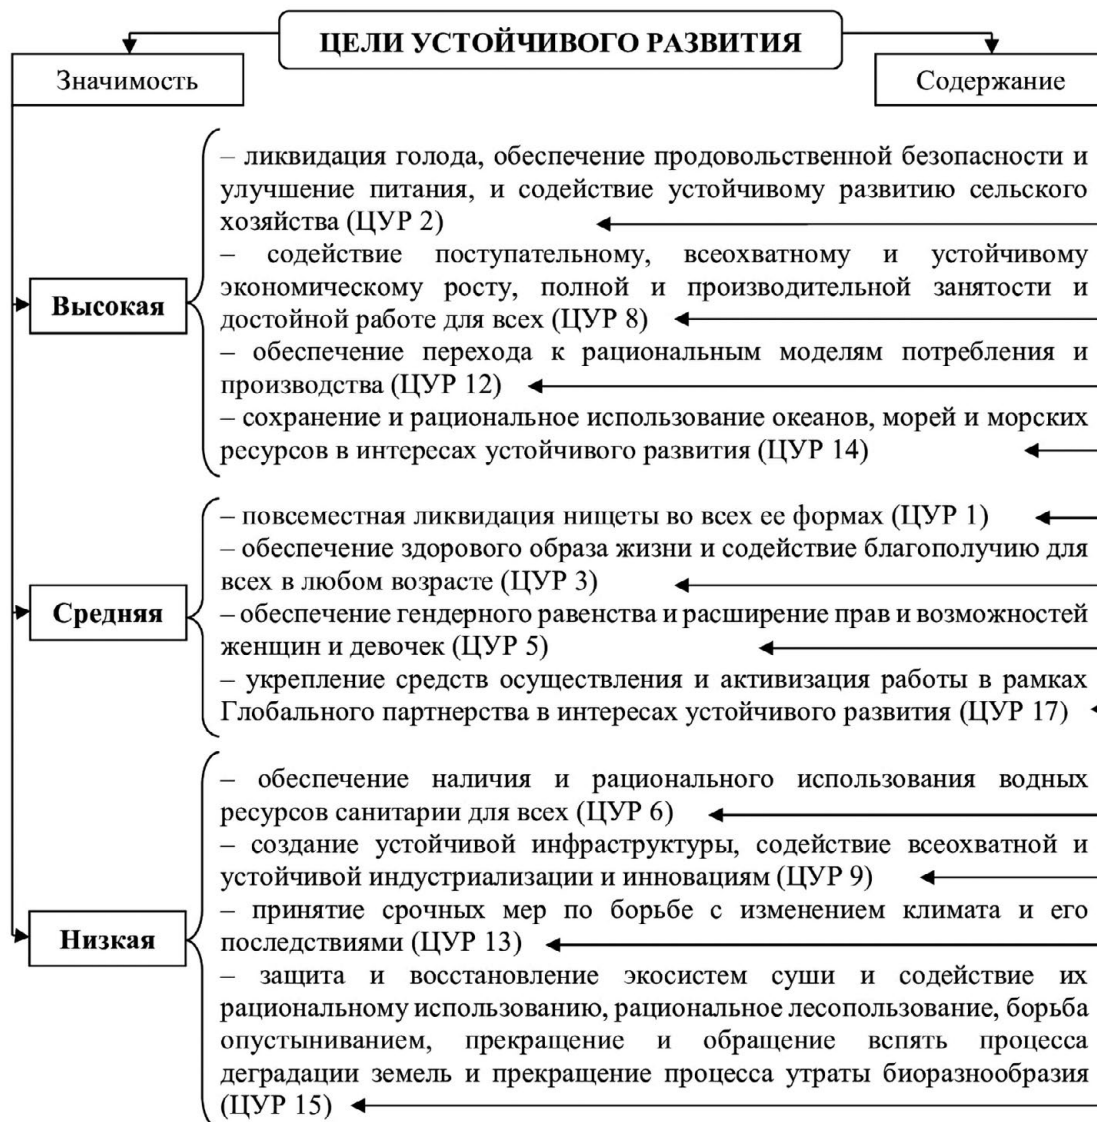 ЦЕЛИ УСТОЙЧИВОГО РАЗВИТИЯ
Значимость
Содержание
Высокая
– ликвидация голода, обеспечение продовольственной безопасности и
улучшение питания, и содействие устойчивому развитию сельского
хозяйства (ЦУР 2)
– содействие поступательному, всеохватному и устойчивому
экономическому росту, полной и производительной занятости и
достойной работе для всех (ЦУР 8)
– обеспечение перехода к рациональным моделям потребления и
производства (ЦУР 12)
– сохранение и рациональное использование океанов, морей и морских
ресурсов в интересах устойчивого развития (ЦУР 14)
Средняя
– повсеместная ликвидация нищеты во всех ее формах (ЦУР 1)
– обеспечение здорового образа жизни и содействие благополучию для
всех в любом возрасте (ЦУР 3)
– обеспечение гендерного равенства и расширение прав и возможностей
женщин и девочек (ЦУР 5)
– укрепление средств осуществления и активизация работы в рамках
Глобального партнерства в интересах устойчивого развития (ЦУР 17)
Низкая
– обеспечение наличия и рационального использования водных
ресурсов санитарии для всех (ЦУР 6)
– создание устойчивой инфраструктуры, содействие всеохватной и
устойчивой индустриализации и инновациям (ЦУР 9)
– принятие срочных мер по борьбе с изменением климата и его
последствиями (ЦУР 13)
– защита и восстановление экосистем суши и содействие их
рациональному использованию, рациональное лесопользование, борьба
опустыниванием, прекращение и обращение вспять процесса
деградации земель и прекращение процесса утраты биоразнообразия
(ЦУР 15)